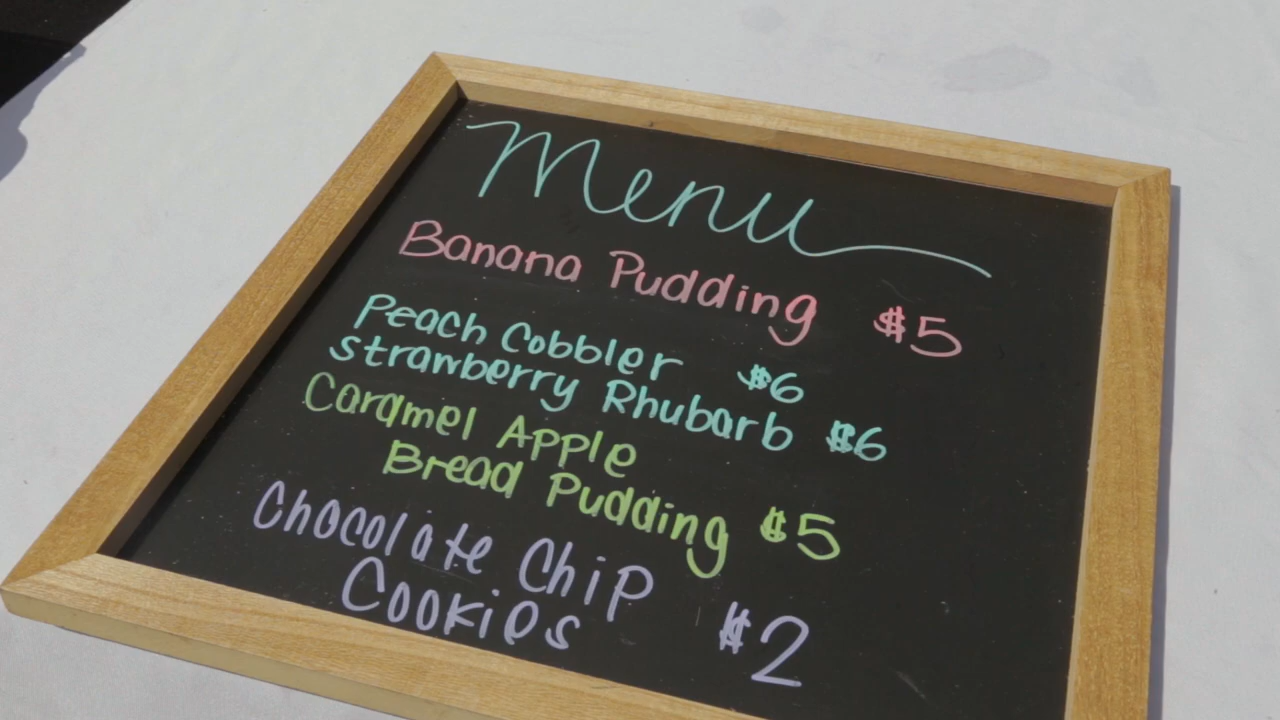 Menu
Banana Pudding $5
Peach Cobbler $6
Strawberry Rhubarb $6
Caramel Apple
Bread Pudding $5
Chocolate Chip
Cookies $2